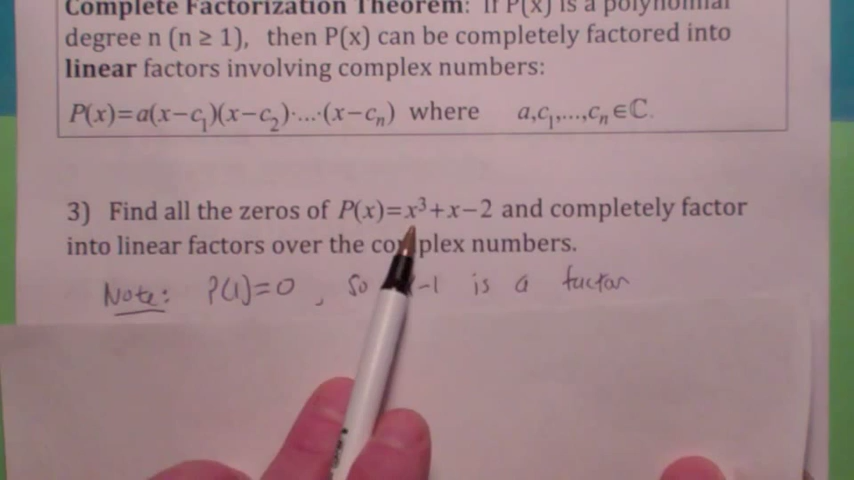 Complete Factorization Theorem: If P(x) is a polynomial
degree n (n ≥ 1), then P(x) can be completely factored into
linear factors involving complex numbers:
P(x)=a(x−c₁)(x−c₂)·...·(x−cₙ) where a,c₁,...,cₙ∈ℂ.
3) Find all the zeros of P(x)=x³+x−2 and completely factor
into linear factors over the complex numbers.
Note: P(1)=0, so -1 is a factor